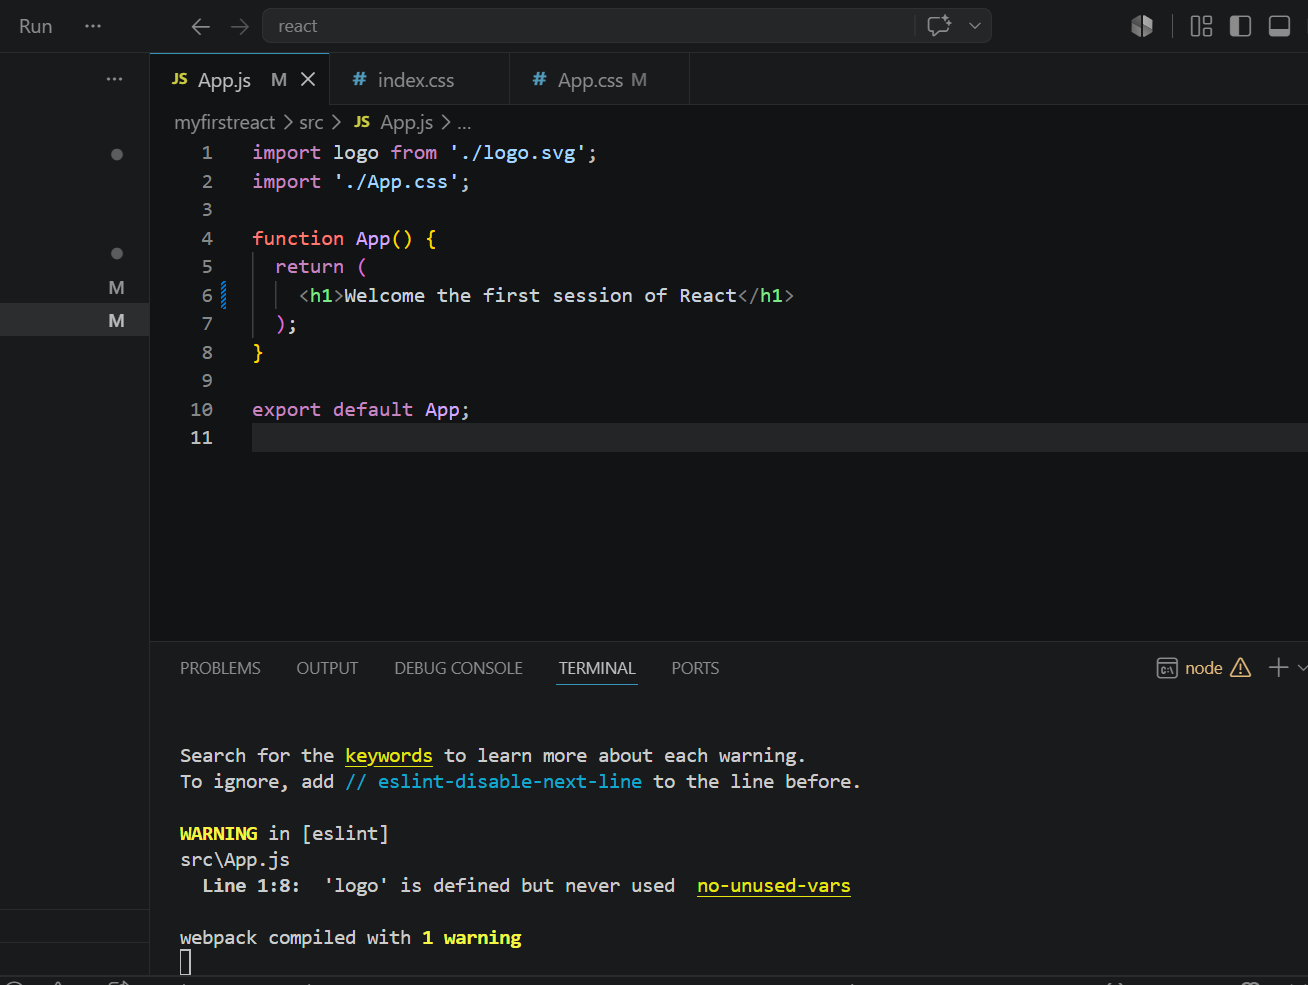 Run ... react
... JS App.js M # index.css # App.css M
myfirstreact > src > JS App.js > ...
1 import logo from './logo.svg';
2 import './App.css';
3
4 function App() {
5 return (
M
6 <h1>Welcome the first session of React</h1>
M
7 );
8 }
9
10 export default App;
11
PROBLEMS OUTPUT DEBUG CONSOLE TERMINAL PORTS node
Search for the keywords to learn more about each warning.
To ignore, add // eslint-disable-next-line to the line before.
WARNING in [eslint]
src\App.js
Line 1:8: 'logo' is defined but never used no-unused-vars
webpack compiled with 1 warning